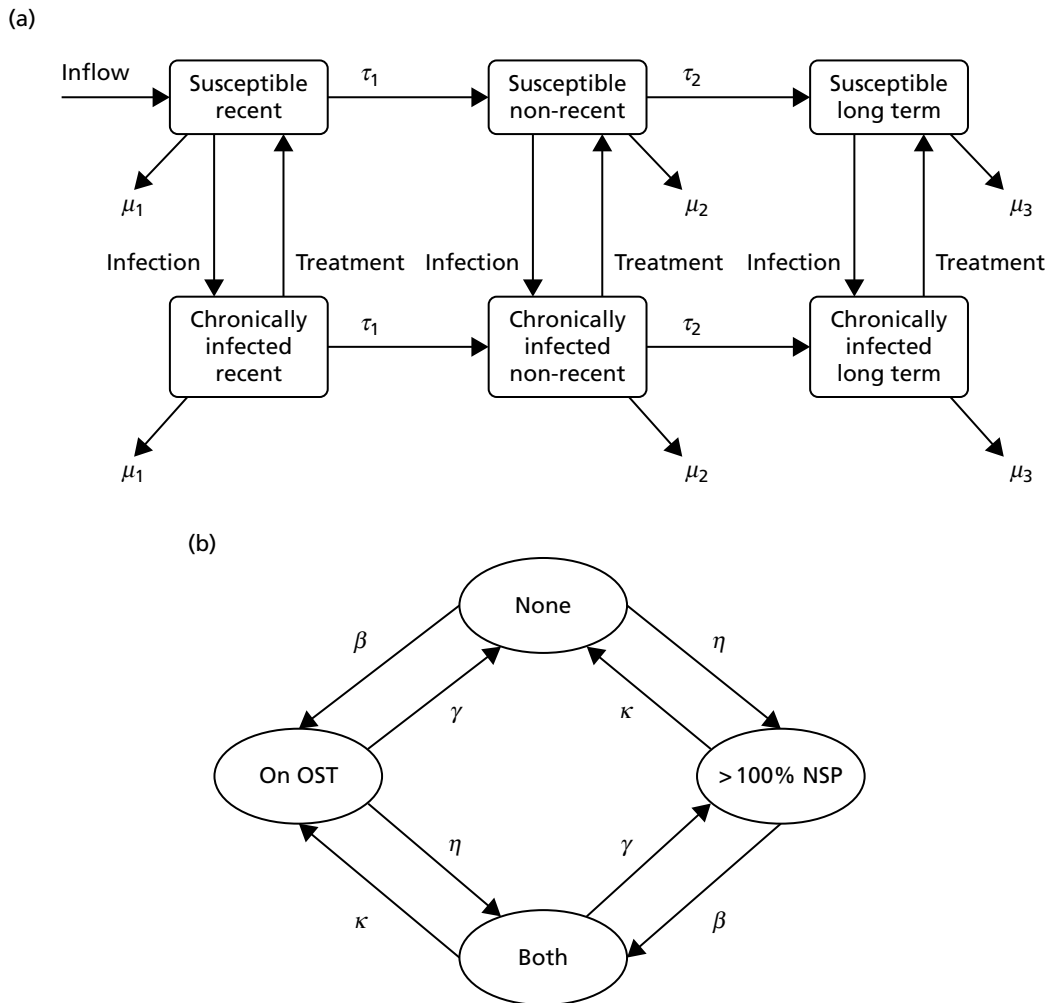 (a)
Inflow
Susceptible
recent
τ1
Susceptible
non-recent
τ2
Susceptible
long term
μ1
μ2
μ3
Infection
Treatment
Infection
Treatment
Infection
Treatment
Chronically
infected
recent
τ1
Chronically
infected
non-recent
τ2
Chronically
infected
long term
μ1
μ2
μ3
(b)
None
β
η
γ
κ
On OST
>100% NSP
η
γ
κ
β
Both